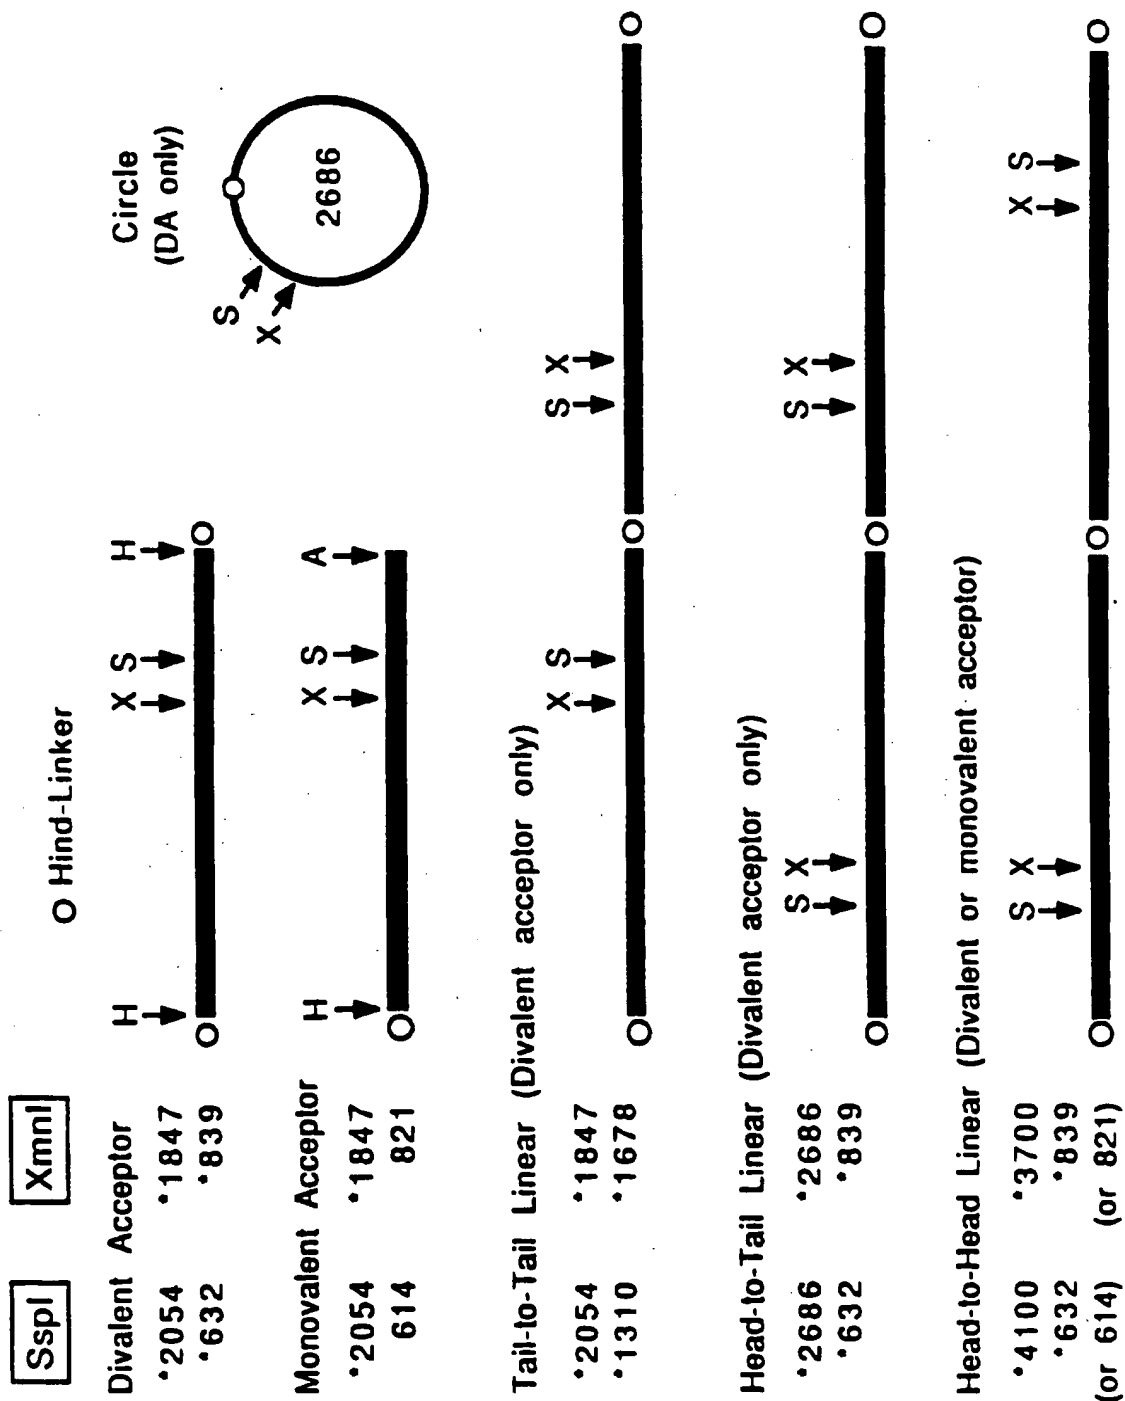 SspI XmnI O Hind-Linker
Circle
(DA only)
2686
S
X
Divalent Acceptor
*2054 *1847
*632 *839
H X S H
Monovalent Acceptor
*2054 *1847
614 821
H X S A
Tail-to-Tail Linear (Divalent acceptor only)
*2054 *1847
*1310 *1678
X S S X
Head-to-Tail Linear (Divalent acceptor only)
*2686 *2686
*632 *839
S X S X
Head-to-Head Linear (Divalent or monovalent acceptor)
*4100 *3700
*632 *839
(or 614) (or 821)
S X X S